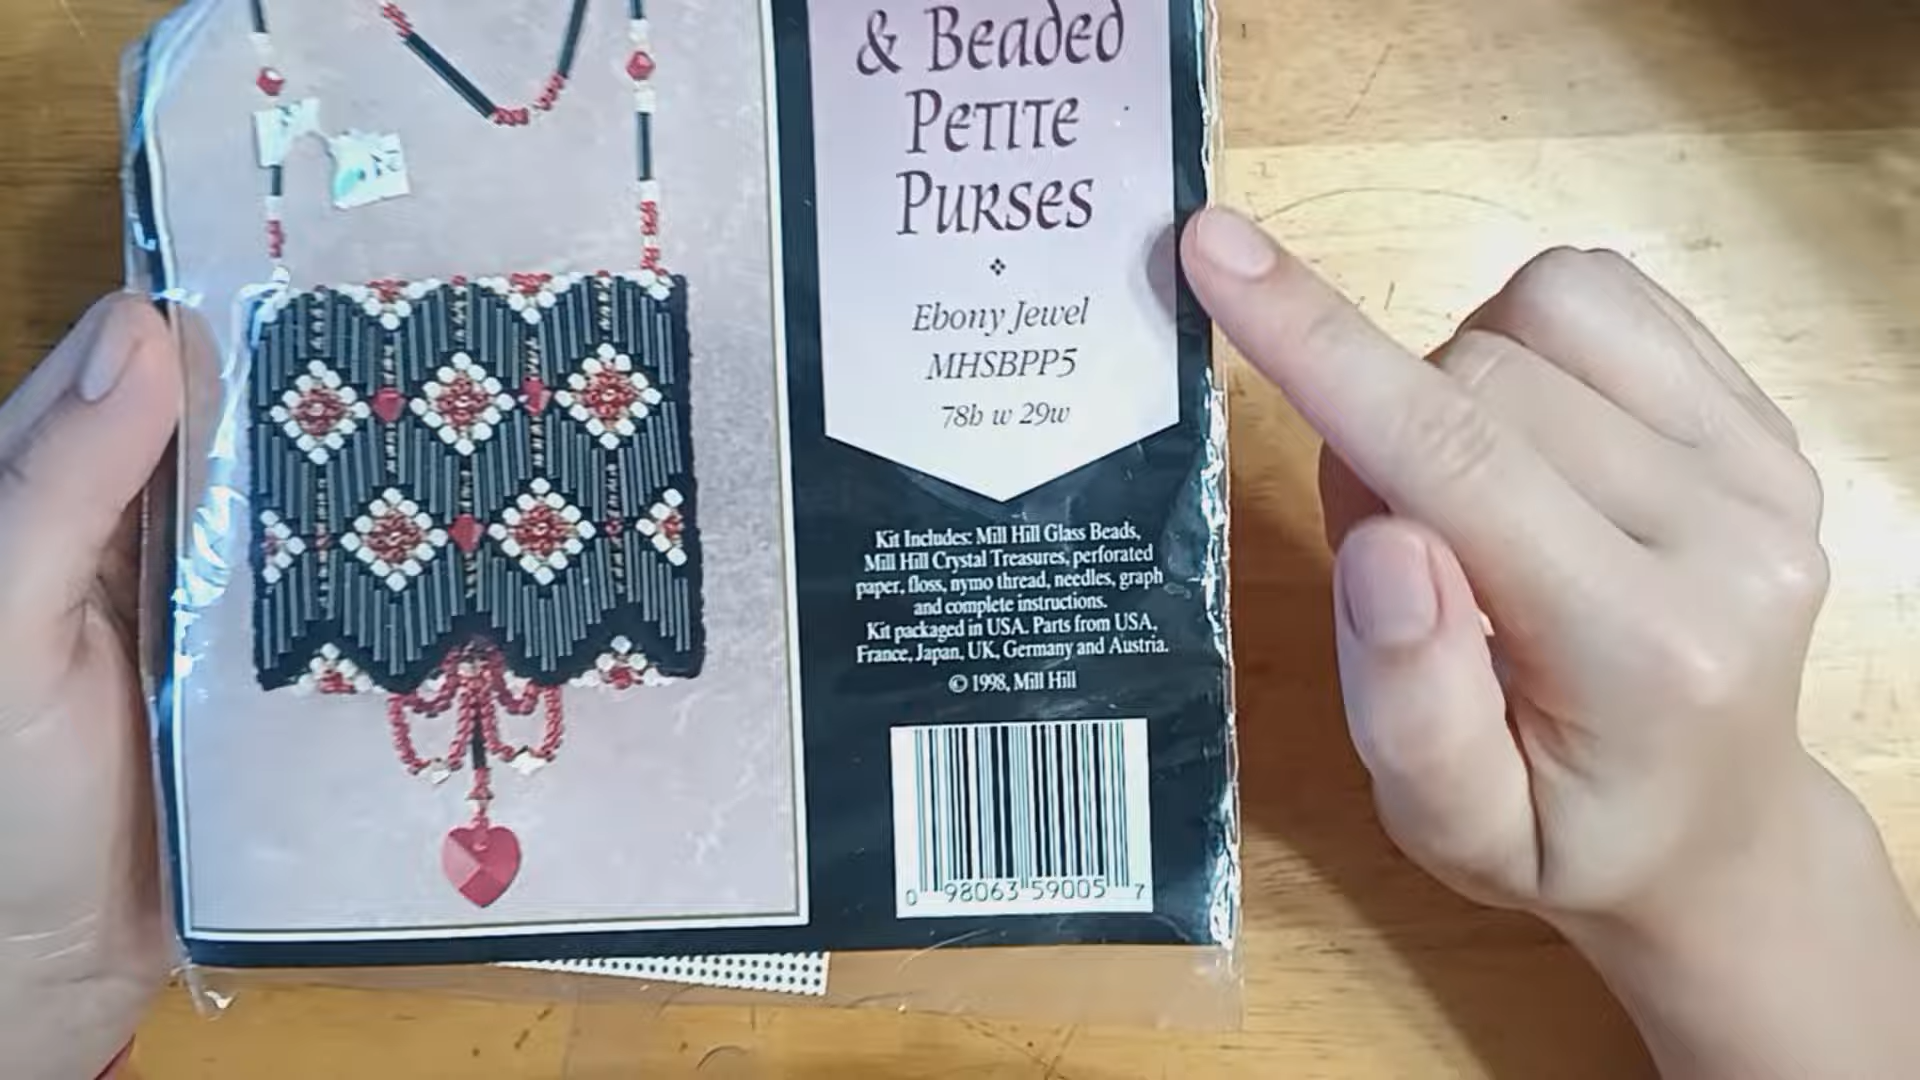 & Beaded
Petite
Purses
Ebony Jewel
MHSBPP5
78h w 29w
Kit Includes: Mill Hill Glass Beads,
Mill Hill Crystal Treasures, perforated
paper, floss, nymo thread, needles, graph
and complete instructions.
Kit packaged in USA. Parts from USA,
France, Japan, UK, Germany and Austria.
© 1998, Mill Hill
0 98063 59005 7